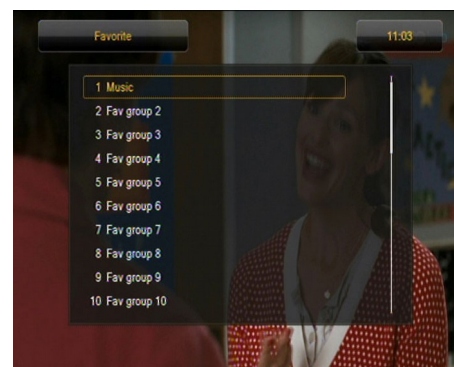 Favorite
11:03
1 Music
2 Fav group 2
3 Fav group 3
4 Fav group 4
5 Fav group 5
6 Fav group 6
7 Fav group 7
8 Fav group 8
9 Fav group 9
10 Fav group 10